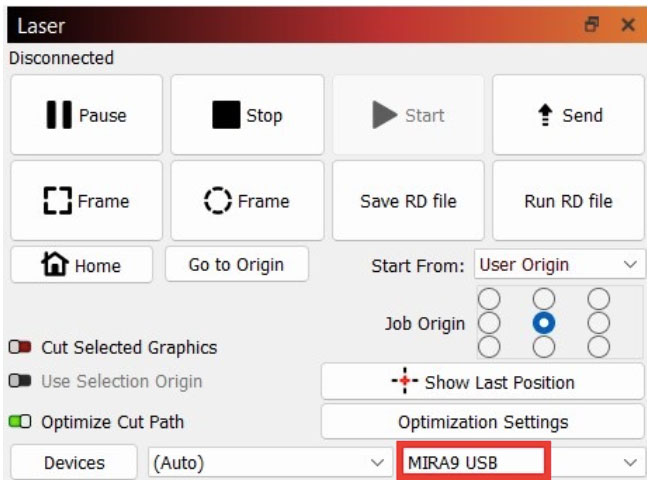 Laser
Disconnected
Pause Stop Start Send
Frame Frame Save RD file Run RD file
Home Go to Origin Start From: User Origin
Job Origin
Cut Selected Graphics
Use Selection Origin Show Last Position
Optimize Cut Path Optimization Settings
Devices (Auto) MIRA9 USB